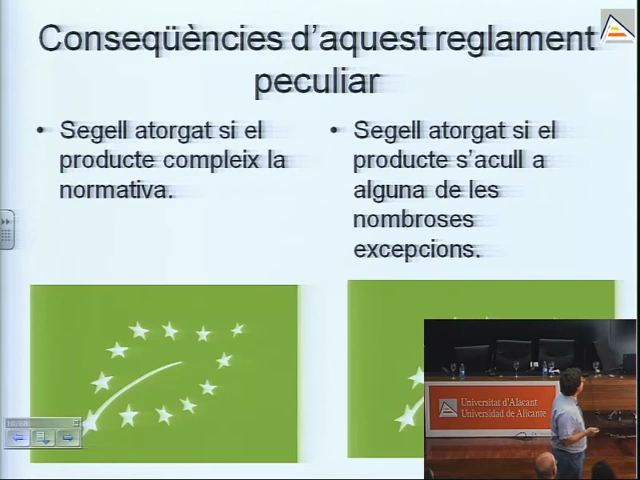 Conseqüències d'aquest reglament
peculiar
• Segell atorgat si el
producte compleix la
normativa.
• Segell atorgat si el
producte s'acull a
alguna de les
nombroses
excepcions.
Universitat d'Alacant
Universidad de Alicante